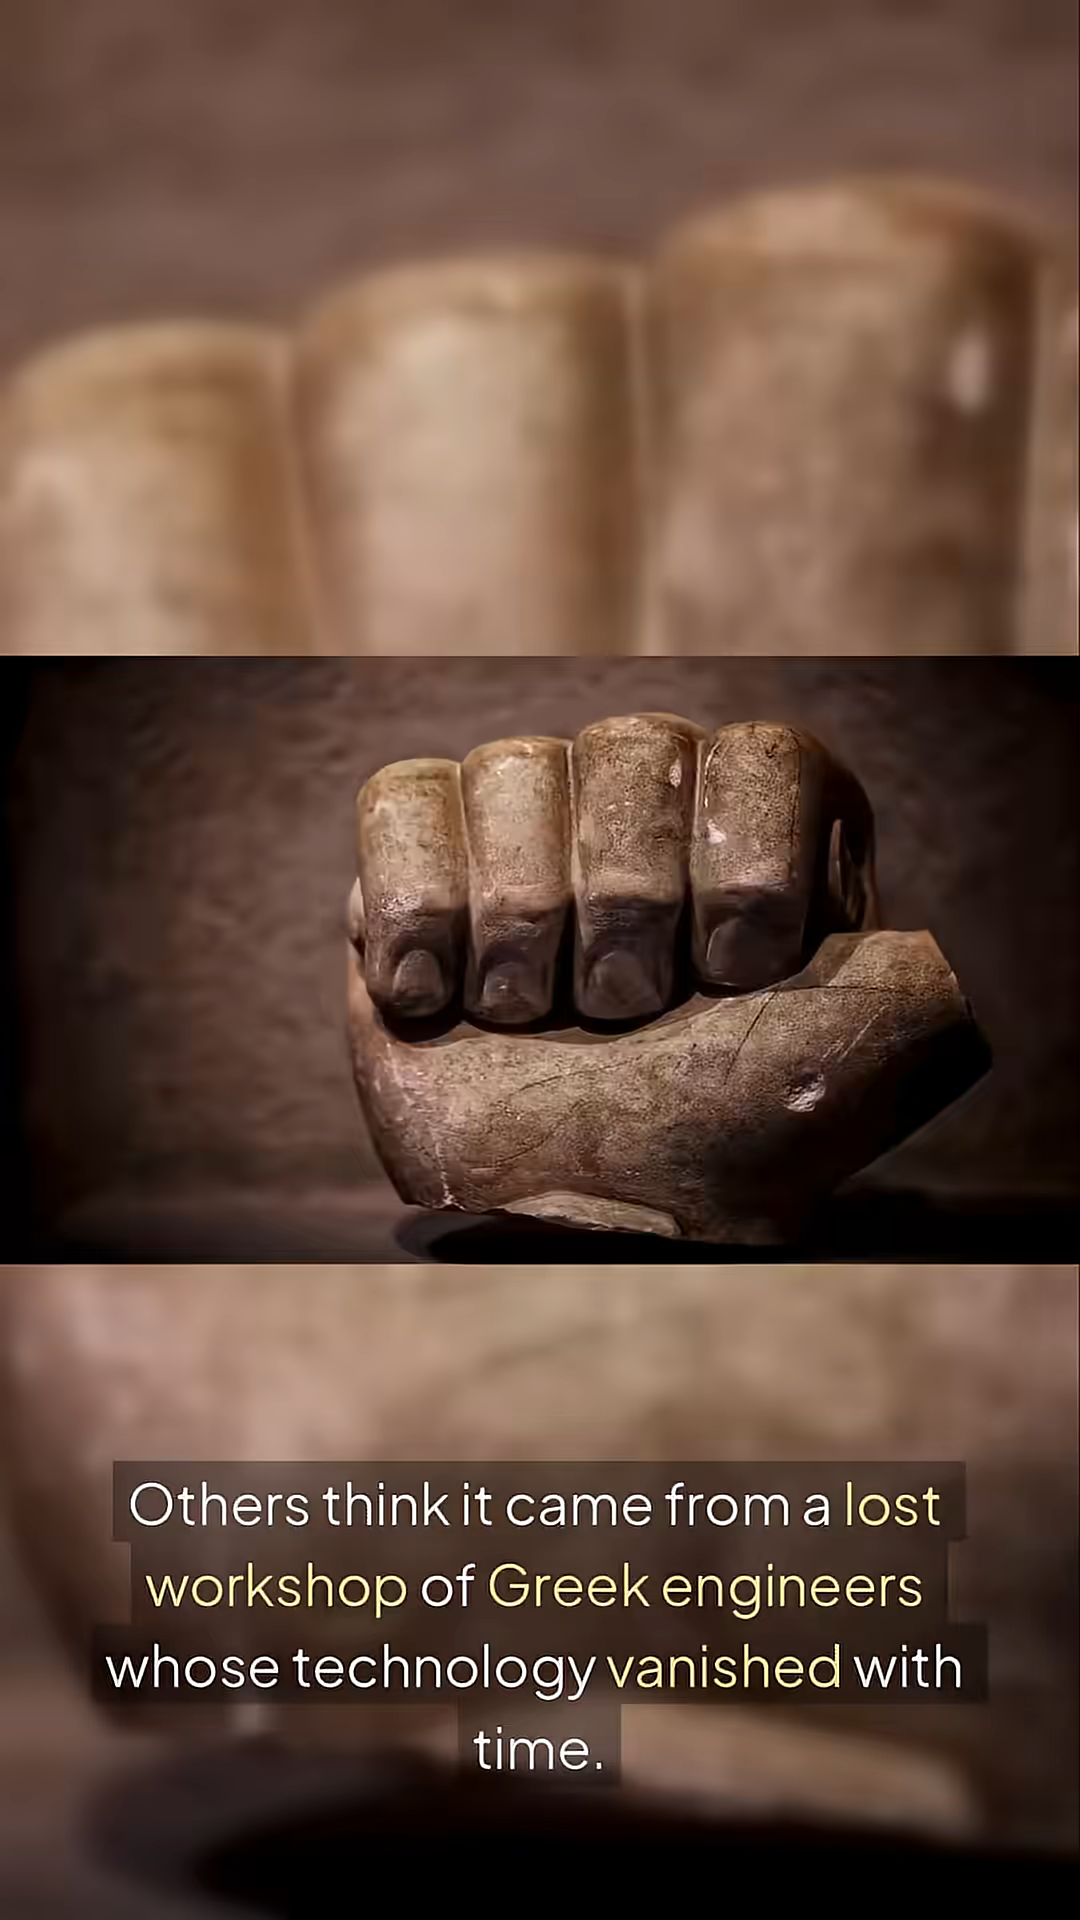 Others think it came from a lost
workshop of Greek engineers
whose technology vanished with
time.